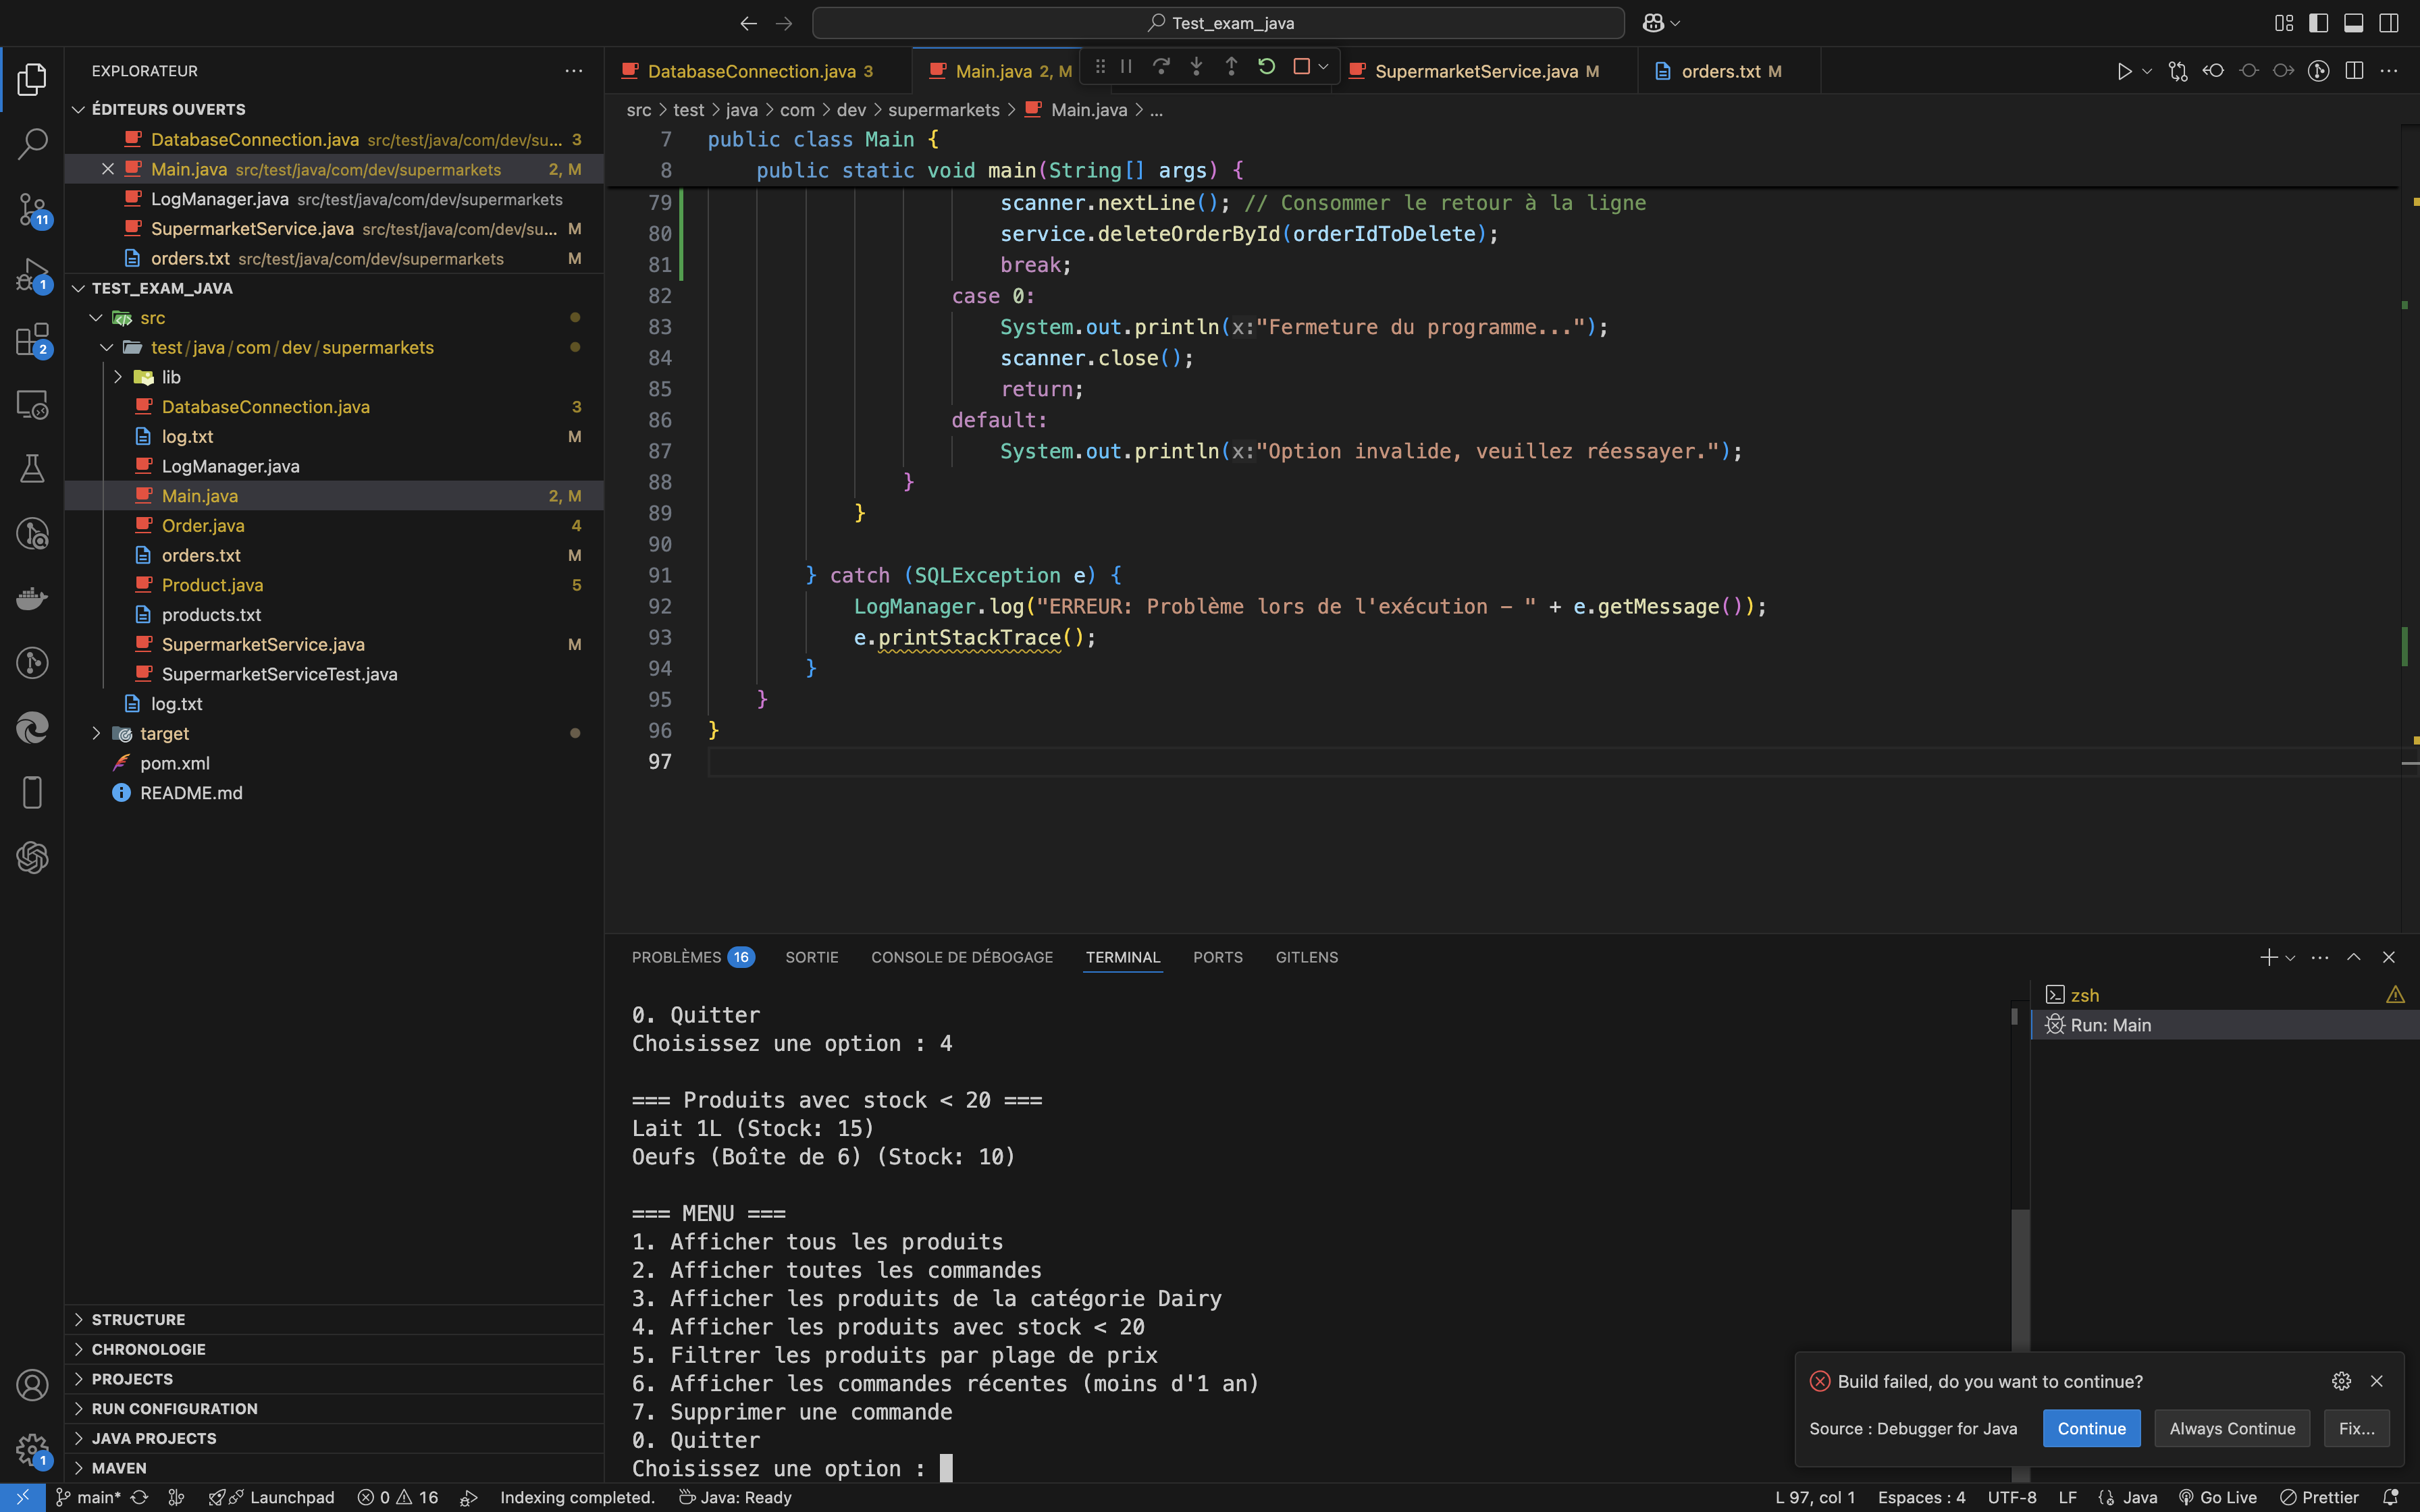 Test_exam_java
EXPLORATEUR
ÉDITEURS OUVERTS
DatabaseConnection.java src/test/java/com/dev/su... 3
Main.java src/test/java/com/dev/supermarkets 2, M
LogManager.java src/test/java/com/dev/supermarkets
SupermarketService.java src/test/java/com/dev/su... M
orders.txt src/test/java/com/dev/supermarkets M
TEST_EXAM_JAVA
src
test/java/com/dev/supermarkets
lib
DatabaseConnection.java 3
log.txt M
LogManager.java
Main.java 2, M
Order.java 4
orders.txt M
Product.java 5
products.txt
SupermarketService.java M
SupermarketServiceTest.java
log.txt
target
pom.xml
README.md
STRUCTURE
CHRONOLOGIE
PROJECTS
RUN CONFIGURATION
JAVA PROJECTS
MAVEN
11
1
2
1
DatabaseConnection.java 3
Main.java 2, M
SupermarketService.java M
orders.txt M
src > test > java > com > dev > supermarkets > Main.java > ...
7 public class Main {
8 public static void main(String[] args) {
79 scanner.nextLine(); // Consommer le retour à la ligne
80 service.deleteOrderById(orderIdToDelete);
81 break;
82 case 0:
83 System.out.println(x:"Fermeture du programme...");
84 scanner.close();
85 return;
86 default:
87 System.out.println(x:"Option invalide, veuillez réessayer.");
88 }
89 }
90
91 } catch (SQLException e) {
92 LogManager.log("ERREUR: Problème lors de l'exécution - " + e.getMessage());
93 e.printStackTrace();
94 }
95 }
96 }
97
PROBLÈMES 16 SORTIE CONSOLE DE DÉBOGAGE TERMINAL PORTS GITLENS
0. Quitter
Choisissez une option : 4
=== Produits avec stock < 20 ===
Lait 1L (Stock: 15)
Oeufs (Boîte de 6) (Stock: 10)
=== MENU ===
1. Afficher tous les produits
2. Afficher toutes les commandes
3. Afficher les produits de la catégorie Dairy
4. Afficher les produits avec stock < 20
5. Filtrer les produits par plage de prix
6. Afficher les commandes récentes (moins d'1 an)
7. Supprimer une commande
0. Quitter
Choisissez une option :
zsh
Run: Main
Build failed, do you want to continue?
Source : Debugger for Java Continue Always Continue Fix...
main* Launchpad 0 16 Indexing completed. Java: Ready L 97, col 1 Espaces : 4 UTF-8 LF Java Go Live Prettier